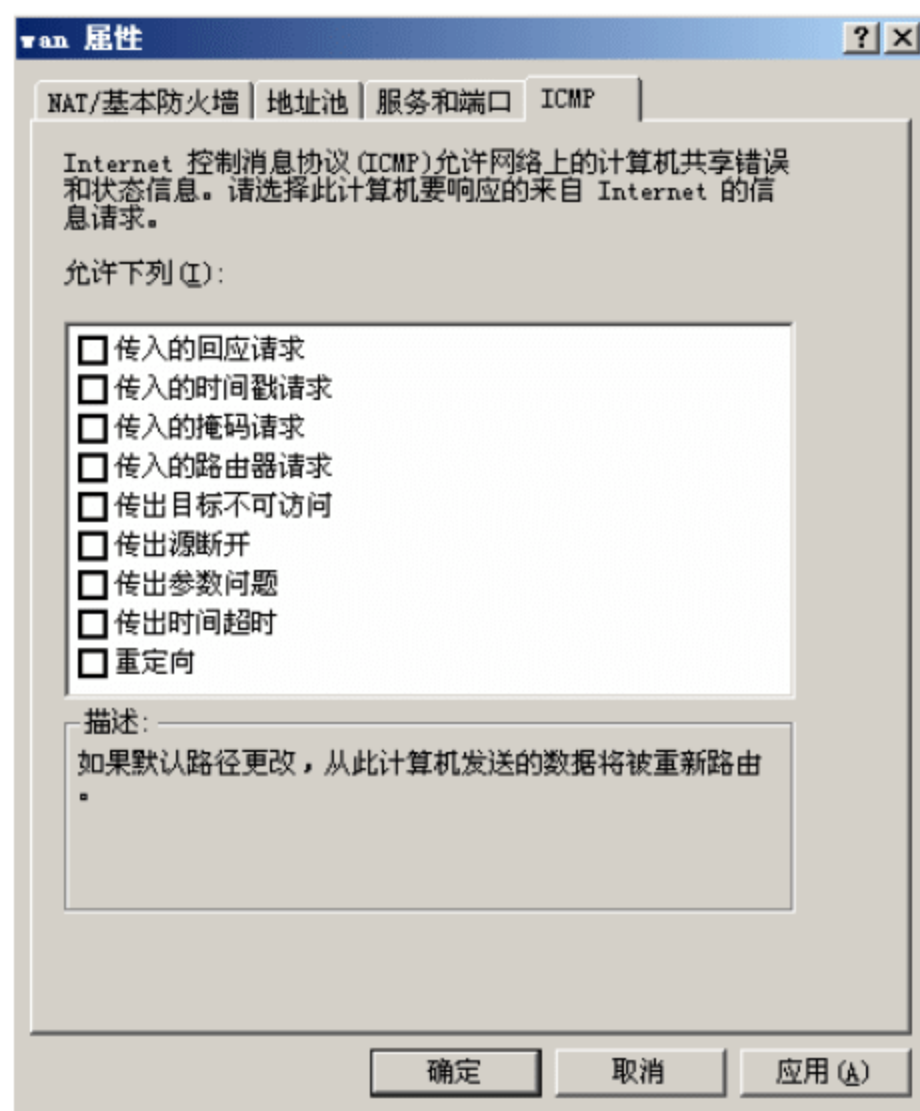 wan 属性
NAT/基本防火墙 地址池 服务和端口 ICMP
Internet 控制消息协议(ICMP)允许网络上的计算机共享错误
和状态信息。请选择此计算机要响应的来自 Internet 的信
息请求。
允许下列(I):
传入的回应请求
传入的时间戳请求
传入的掩码请求
传入的路由器请求
传出目标不可访问
传出源断开
传出参数问题
传出时间超时
重定向
描述:
如果默认路径更改，从此计算机发送的数据将被重新路由
。
确定 取消 应用(A)